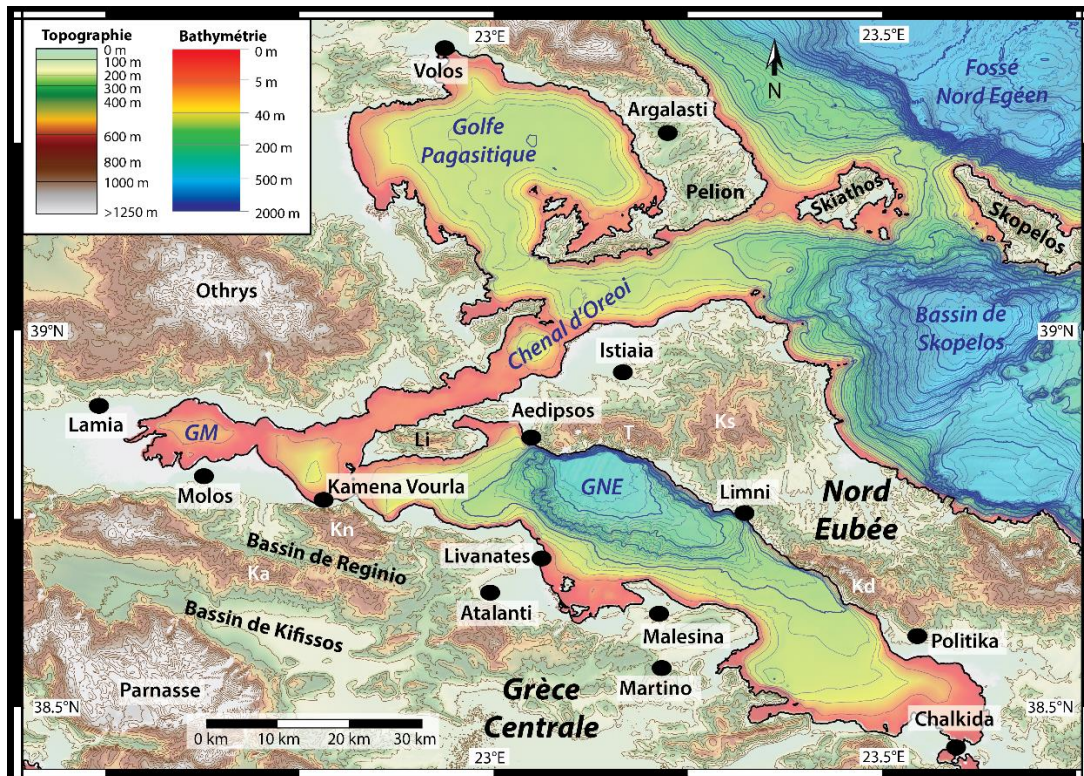 Topographie
0 m
100 m
200 m
300 m
400 m
600 m
800 m
1000 m
>1250 m
Bathymétrie
0 m
5 m
40 m
200 m
500 m
2000 m
23°E
23.5°E
N
Volos
Argalasti
Golfe
Pagasitique
Pelion
Fossé
Nord Egéen
Skiathos
Skopelos
Othrys
39°N
Chenal d'Oreoi
Bassin de
Skopelos
39°N
Istiaia
Lamia
GM
Li
Aedipsos
T
Ks
Molos
Kamena Vourla
GNE
Limni
Nord
Eubée
Kn
Bassin de Reginio
Livanates
Ka
Kd
Atalanti
Bassin de Kifissos
Malesina
Politika
Parnasse
Grèce
Centrale
Martino
38.5°N
38.5°N
Chalkida
0 km
10 km
20 km
30 km
23°E
23.5°E